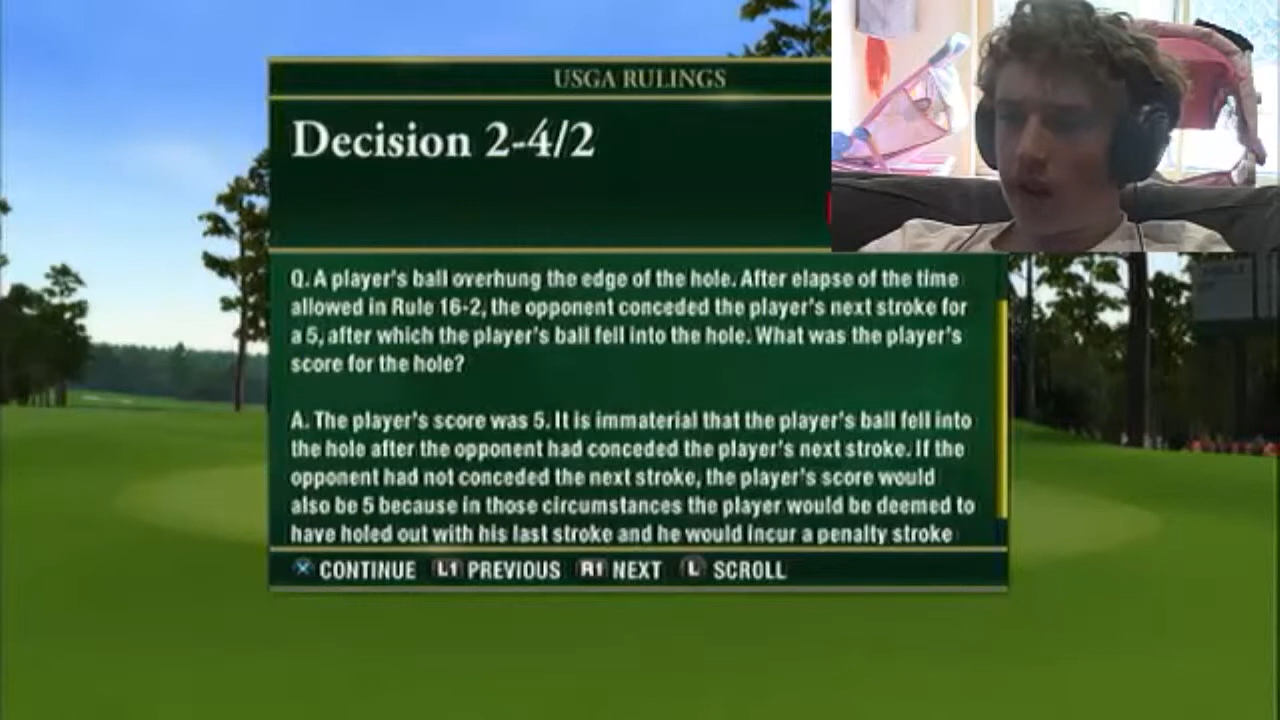 USGA RULINGS
Decision 2-4/2
Q. A player's ball overhung the edge of the hole. After elapse of the time
allowed in Rule 16-2, the opponent conceded the player's next stroke for
a 5, after which the player's ball fell into the hole. What was the player's
score for the hole?
A. The player's score was 5. It is immaterial that the player's ball fell into
the hole after the opponent had conceded the player's next stroke. If the
opponent had not conceded the next stroke, the player's score would
also be 5 because in those circumstances the player would be deemed to
have holed out with his last stroke and he would incur a penalty stroke
CONTINUE L1 PREVIOUS R1 NEXT L SCROLL